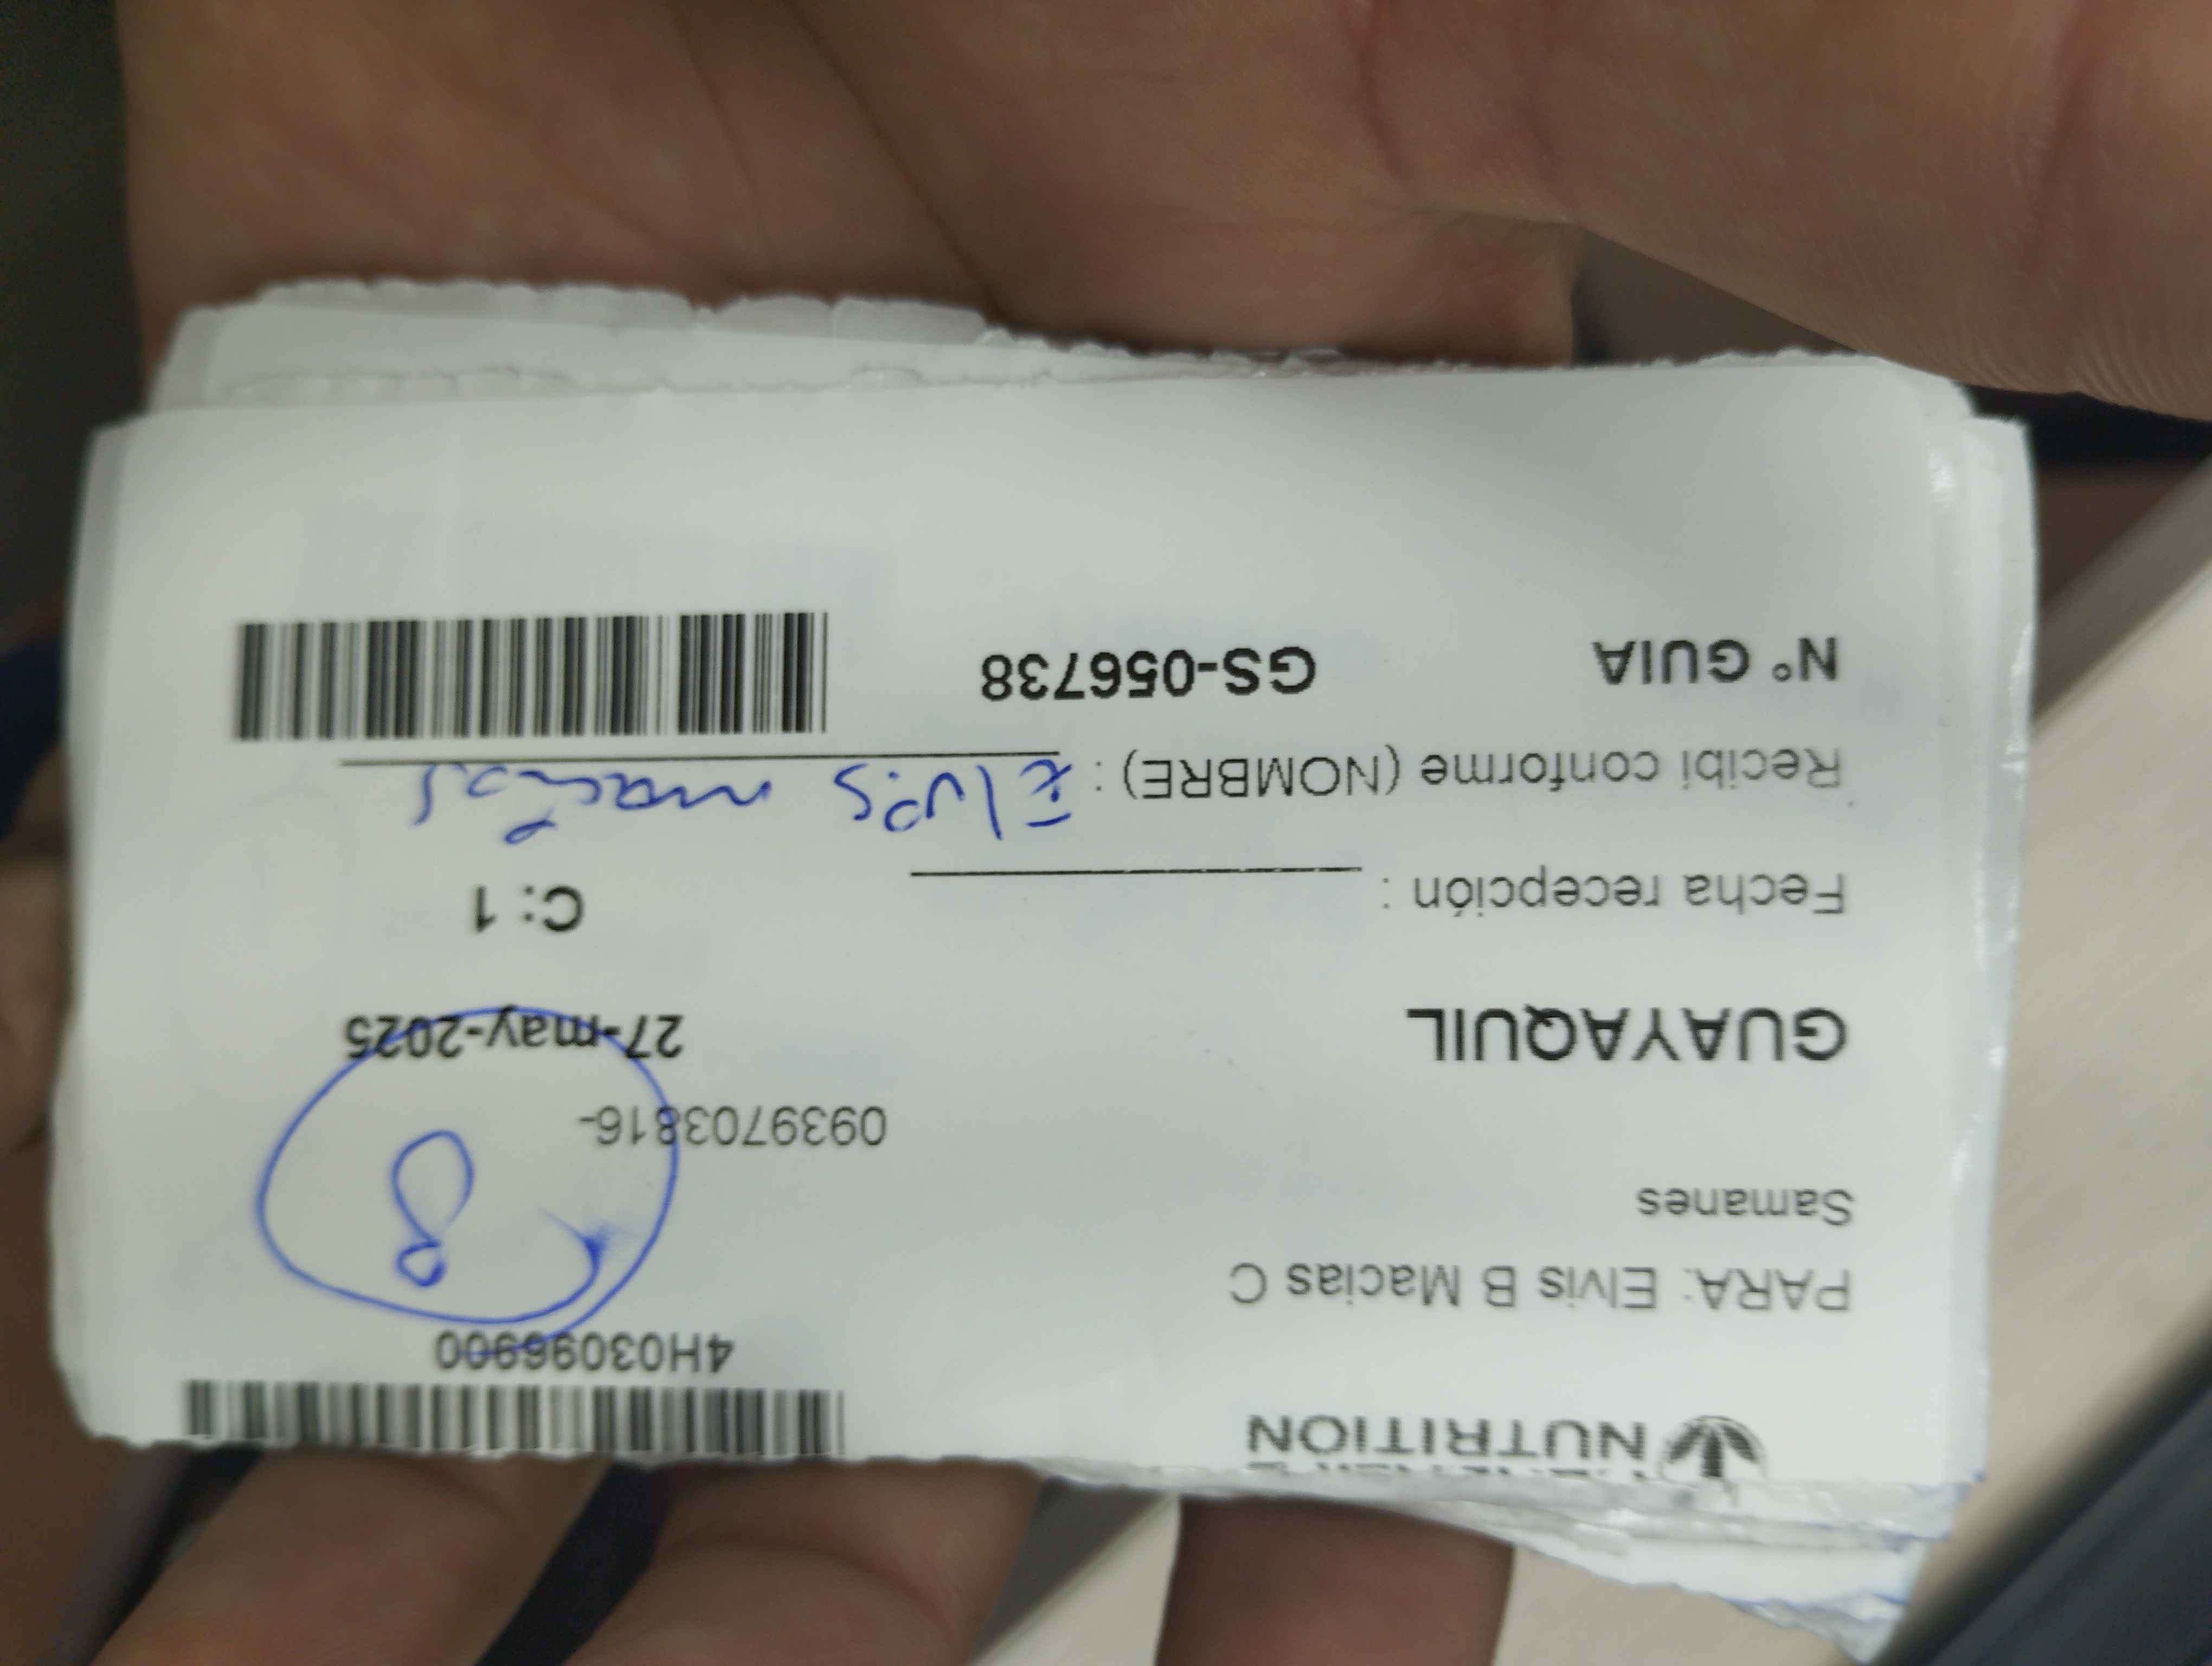 NUTRITION
4H03096900
PARA: Elvis B Macias C
Samanes
8
0939703816-
GUAYAQUIL 27-may-2025
Fecha recepción : C: 1
Recibi conforme (NOMBRE) : Elvis macias
N° GUIA GS-056738